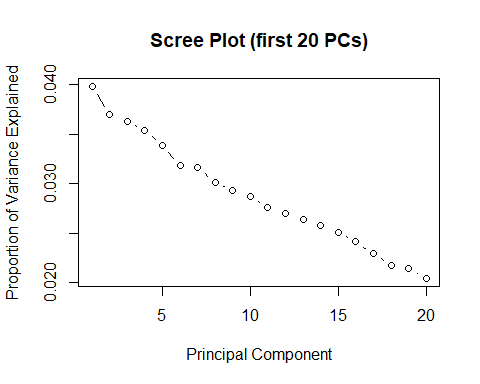 Scree Plot (first 20 PCs)
Proportion of Variance Explained
0.040
0.030
0.020
5
10
15
20
Principal Component